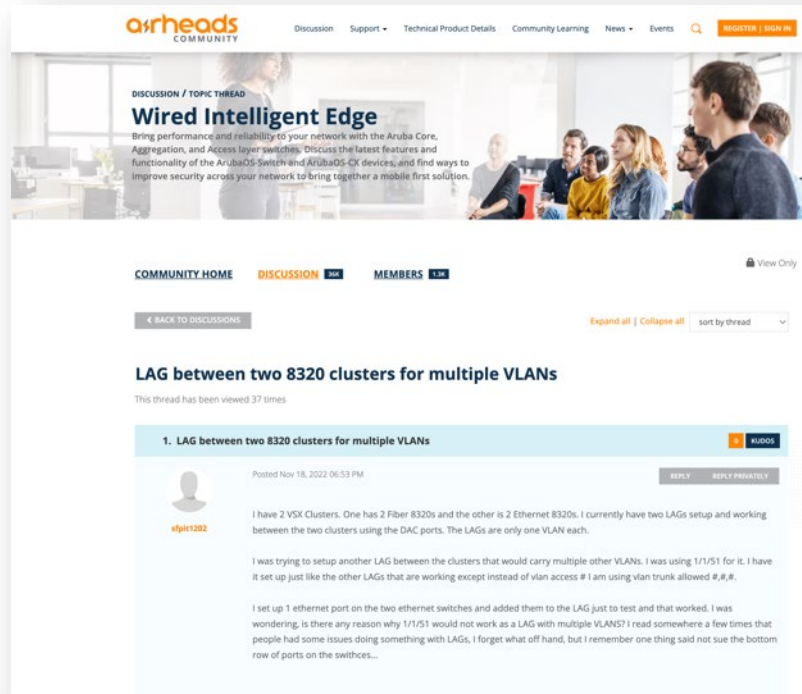 airheads
COMMUNITY
Discussion Support Technical Product Details Community Learning News Events REGISTER | SIGN IN
DISCUSSION / TOPIC THREAD
Wired Intelligent Edge
Bring performance and reliability to your network with the Aruba Core,
Aggregation, and Access layer switches. Discuss the latest features and
functionality of the ArubaOS-Switch and ArubaOS-CX devices, and find ways to
improve security across your network to bring together a mobile first solution.
View Only
COMMUNITY HOME DISCUSSION 36K MEMBERS 1.3K
< BACK TO DISCUSSIONS
Expand all | Collapse all sort by thread
LAG between two 8320 clusters for multiple VLANs
This thread has been viewed 37 times
1. LAG between two 8320 clusters for multiple VLANs 0 KUDOS
Posted Nov 18, 2022 06:53 PM REPLY REPLY PRIVATELY
sfpit1202
I have 2 VSX Clusters. One has 2 Fiber 8320s and the other is 2 Ethernet 8320s. I currently have two LAGs setup and working
between the two clusters using the DAC ports. The LAGs are only one VLAN each.
I was trying to setup another LAG between the clusters that would carry multiple other VLANs. I was using 1/1/51 for it. I have
it set up just like the other LAGs that are working except instead of vlan access # I am using vlan trunk allowed #,#,#.
I set up 1 ethernet port on the two ethernet switches and added them to the LAG just to test and that worked. I was
wondering, is there any reason why 1/1/51 would not work as a LAG with multiple VLANS? I read somewhere a few times that
people had some issues doing something with LAGs, I forget what off hand, but I remember one thing said not sue the bottom
row of ports on the swithces...